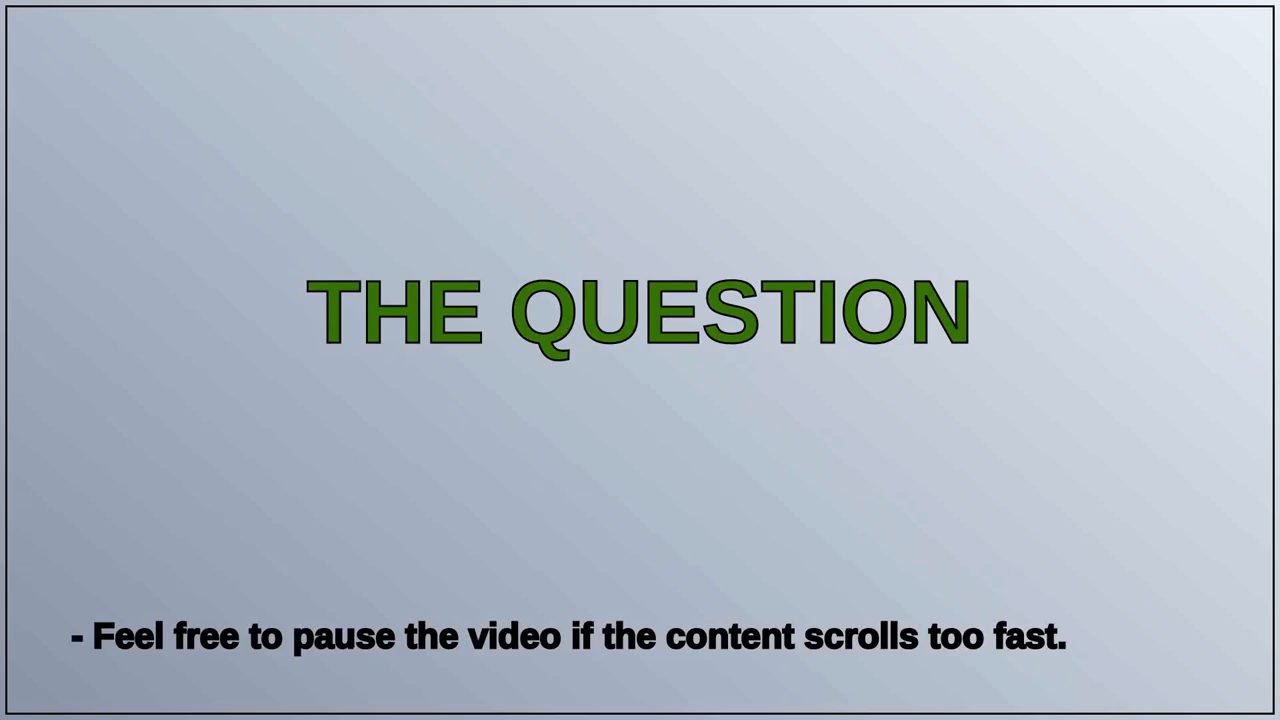 THE QUESTION
- Feel free to pause the video if the content scrolls too fast.